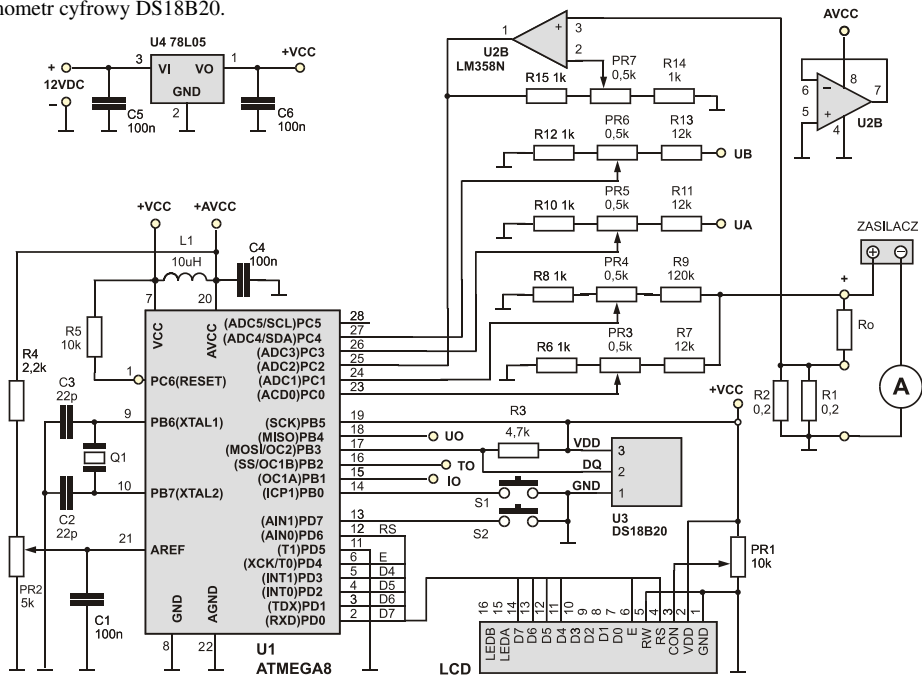 mometr cyfrowy DS18B20.
U4 78L05
+VCC
+
12VDC
−
3
VI
VO
1
GND
2
C5
100n
C6
100n
1
+
3
2
U2B
LM358N
PR7
0,5k
R14
1k
R15 1k
PR6
0,5k
R13
12k
R12 1k
UB
PR5
0,5k
R11
12k
R10 1k
UA
PR4
0,5k
R9
120k
R8 1k
PR3
0,5k
R7
12k
R6 1k
AVCC
8
6
−
7
5
+
4
U2B
ZASILACZ
+ −
+
Ro
A
R2
0,2
R1
0,2
+VCC
+AVCC
L1
10uH
C4
100n
7
20
VCC
AVCC
R5
10k
R4
2,2k
1
PC6(RESET)
C3
22p
9
PB6(XTAL1)
Q1
10
PB7(XTAL2)
C2
22p
21
AREF
PR2
5k
C1
100n
GND
AGND
8
22
U1
ATMEGA8
(ADC5/SCL)PC5 28
(ADC4/SDA)PC4 27
(ADC3)PC3 26
(ADC2)PC2 25
(ADC1)PC1 24
(ACD0)PC0 23
(SCK)PB5 19
(MISO)PB4 18
(MOSI/OC2)PB3 17
(SS/OC1B)PB2 16
(OC1A)PB1 15
(ICP1)PB0 14
(AIN1)PD7 13
(AIN0)PD6 12 RS
(T1)PD5 11
(XCK/T0)PD4 6 E
(INT1)PD3 5 D4
(INT0)PD2 4 D5
(TDX)PD1 3 D6
(RXD)PD0 2 D7
UO
TO
IO
R3
4,7k
VDD
DQ
GND
3
2
1
U3
DS18B20
S1
S2
+VCC
PR1
10k
16 15 14 13 12 11 10 9 8 7 6 5 4 3 2 1
LEDB LEDA D7 D6 D5 D4 D3 D2 D1 D0 E RW RS CON VDD GND
LCD